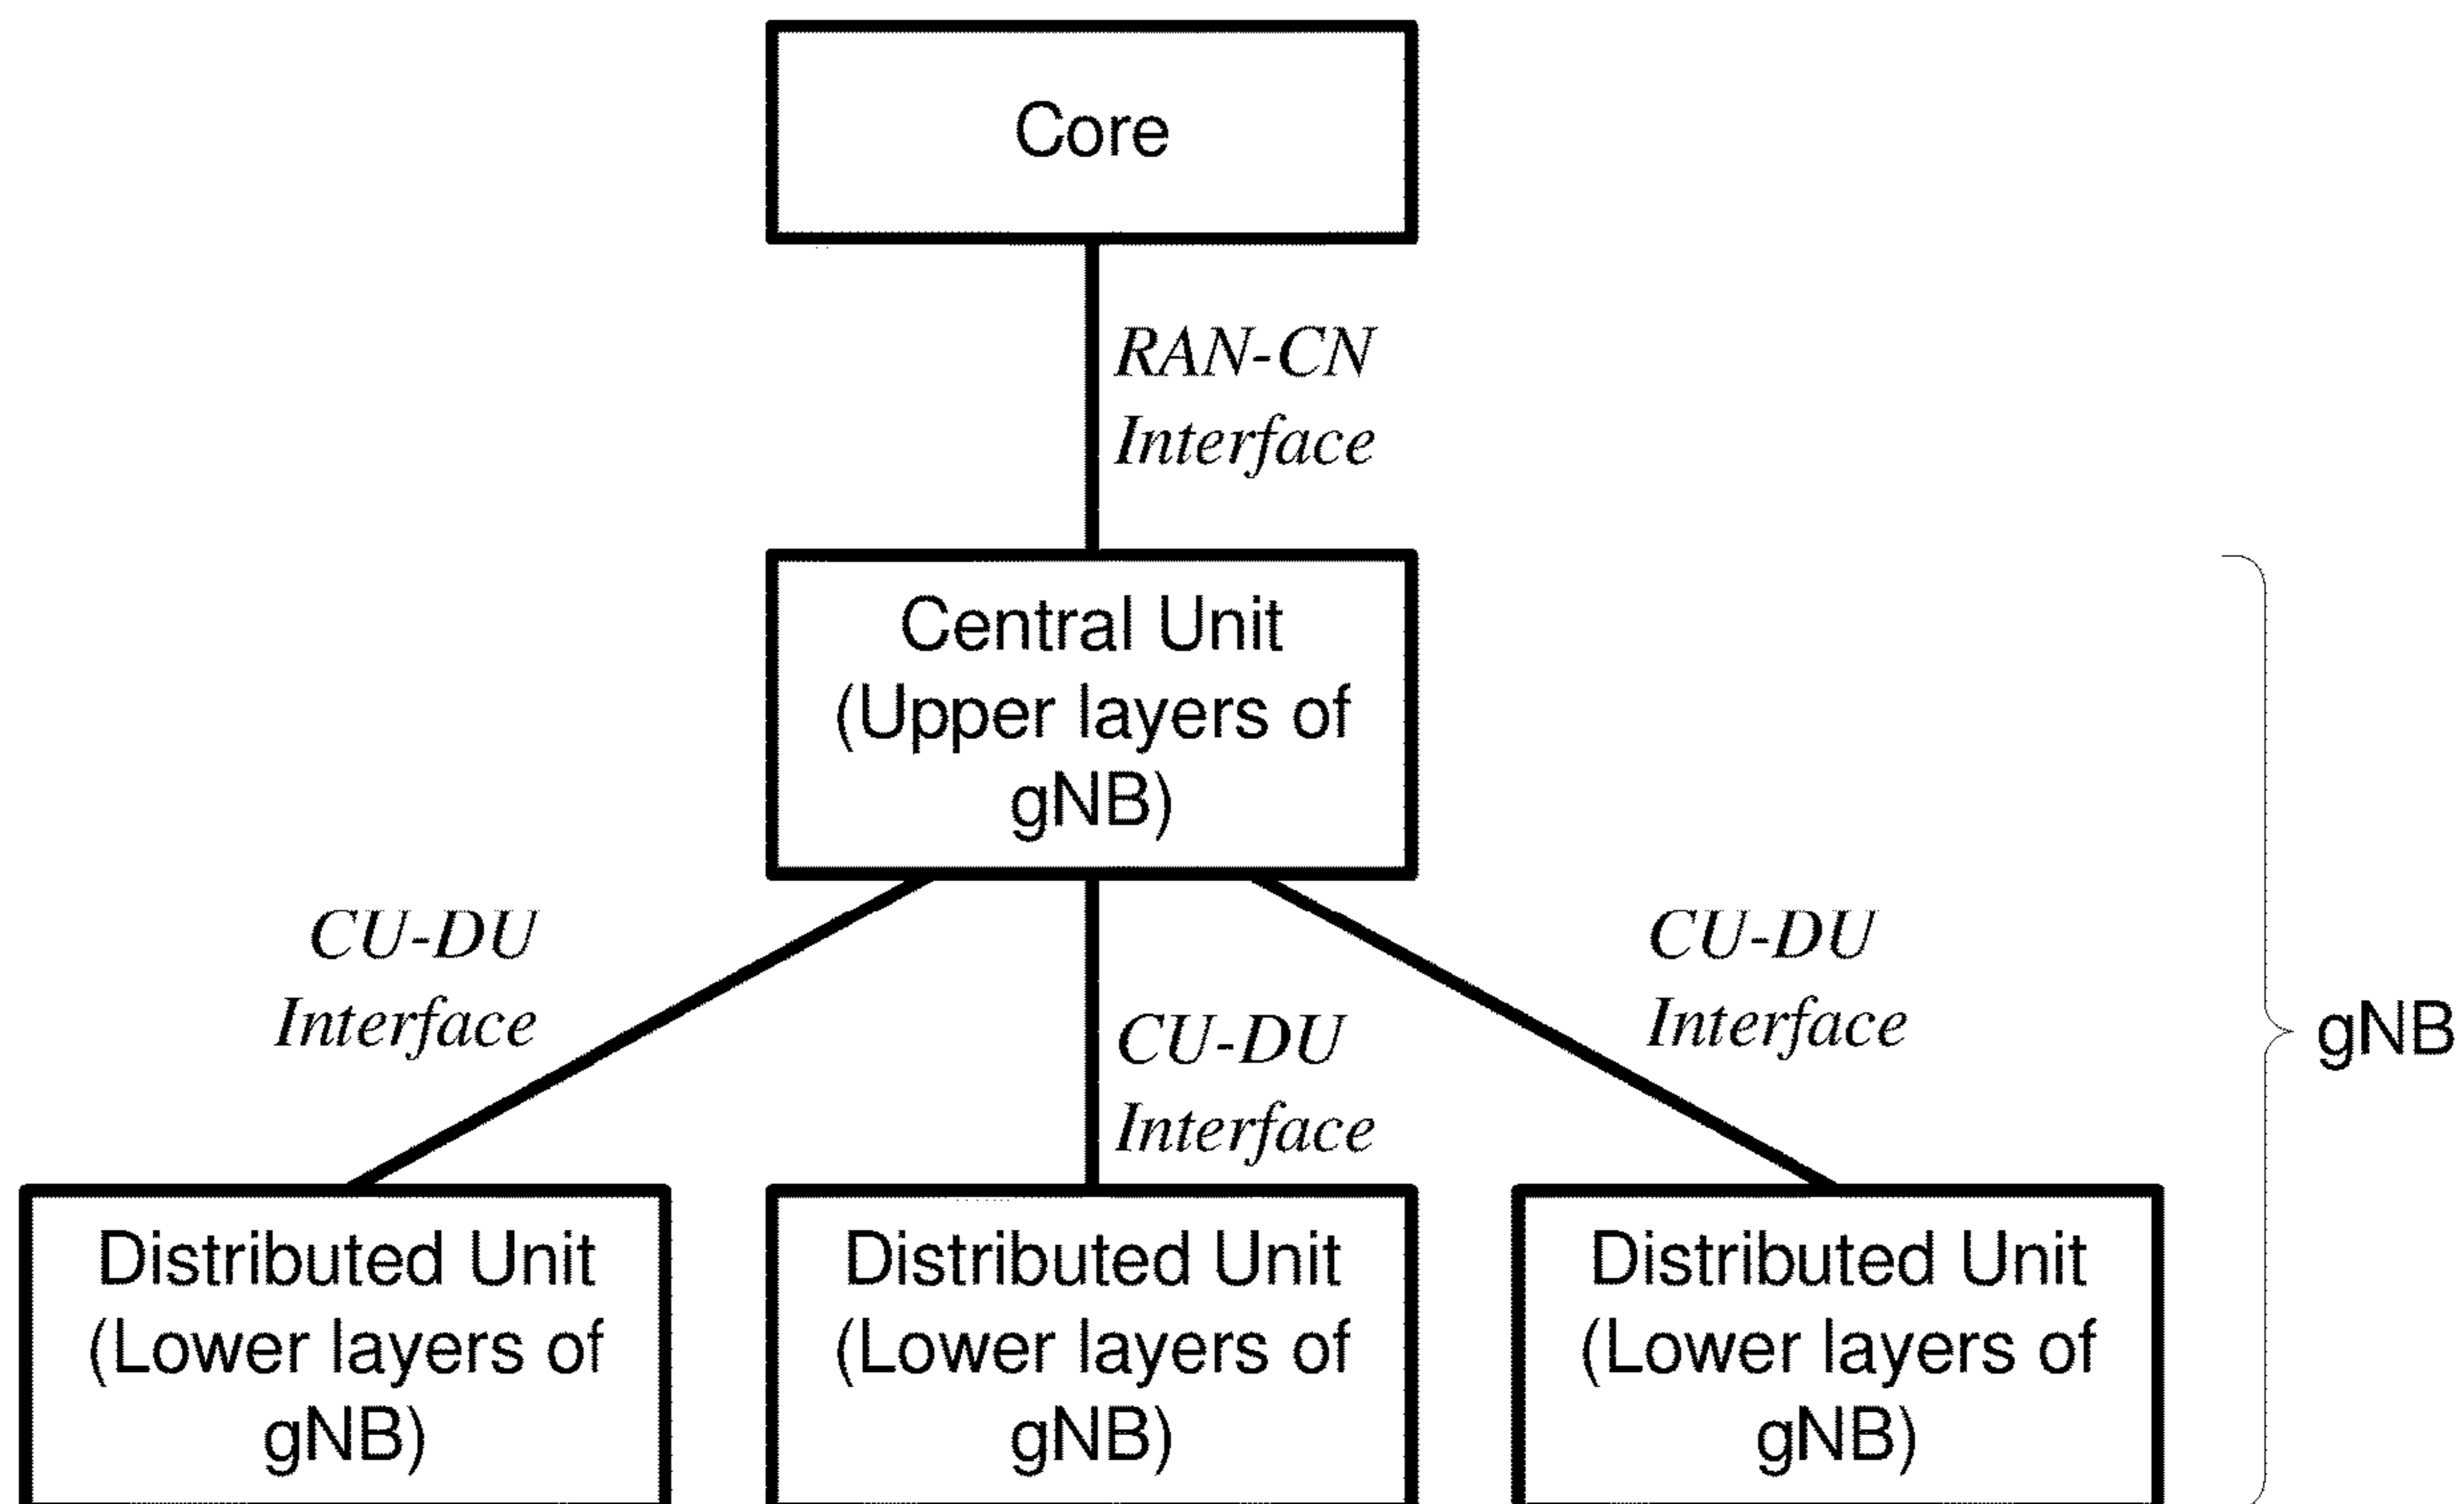 Core
RAN-CN
Interface
Central Unit
(Upper layers of
gNB)
CU-DU
Interface
CU-DU
Interface
CU-DU
Interface
gNB
Distributed Unit
(Lower layers of
gNB)
Distributed Unit
(Lower layers of
gNB)
Distributed Unit
(Lower layers of
gNB)